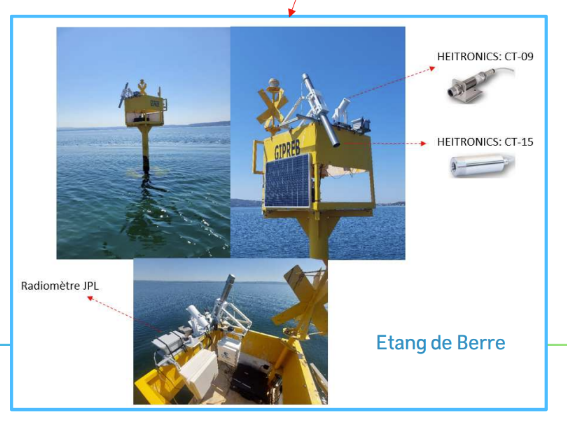 HEITRONICS: CT-09
HEITRONICS: CT-15
GIPREB
Radiomètre JPL
Etang de Berre